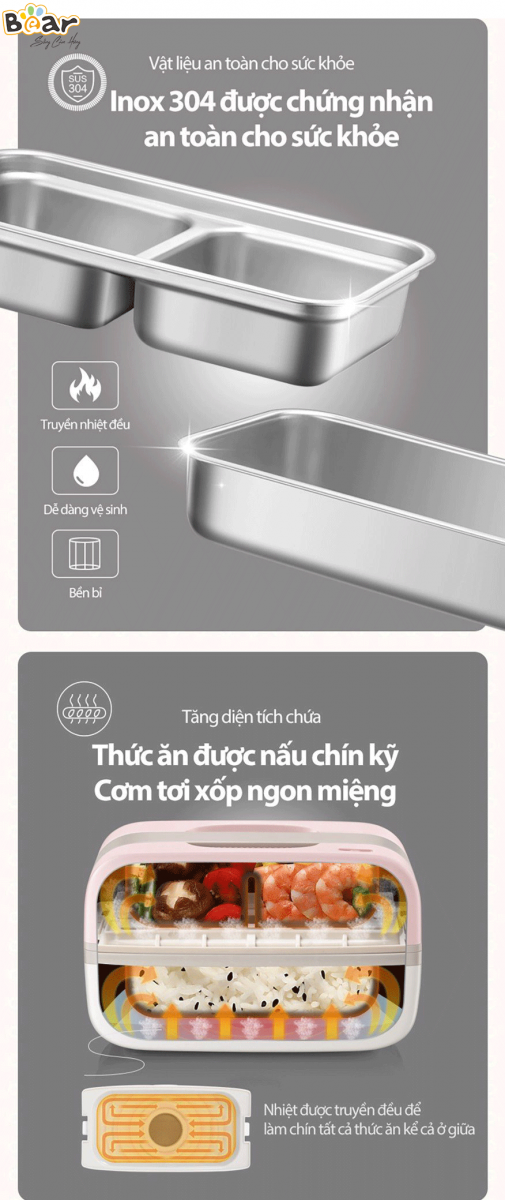 Bear
SUS
304
Vật liệu an toàn cho sức khỏe
Inox 304 được chứng nhận
an toàn cho sức khỏe
Truyền nhiệt đều
Dễ dàng vệ sinh
Bền bỉ
Tăng diện tích chứa
Thức ăn được nấu chín kỹ
Cơm tơi xốp ngon miệng
Nhiệt được truyền đều để
làm chín tất cả thức ăn kể cả ở giữa